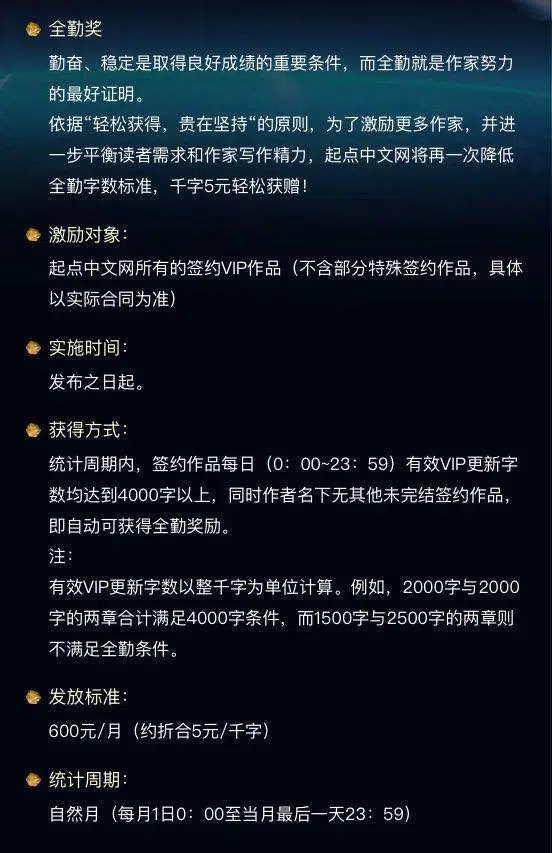 全勤奖
勤奋、稳定是取得良好成绩的重要条件，而全勤就是作家努力
的最好证明。
依据“轻松获得，贵在坚持“的原则，为了激励更多作家，并进
一步平衡读者需求和作家写作精力，起点中文网将再一次降低
全勤字数标准，千字5元轻松获赠！
激励对象：
起点中文网所有的签约VIP作品（不含部分特殊签约作品，具体
以实际合同为准）
实施时间：
发布之日起。
获得方式：
统计周期内，签约作品每日（0：00~23：59）有效VIP更新字
数均达到4000字以上，同时作者名下无其他未完结签约作品，
即自动可获得全勤奖励。
注：
有效VIP更新字数以整千字为单位计算。例如，2000字与2000
字的两章合计满足4000字条件，而1500字与2500字的两章则
不满足全勤条件。
发放标准：
600元/月（约折合5元/千字）
统计周期：
自然月（每月1日0：00至当月最后一天23：59）